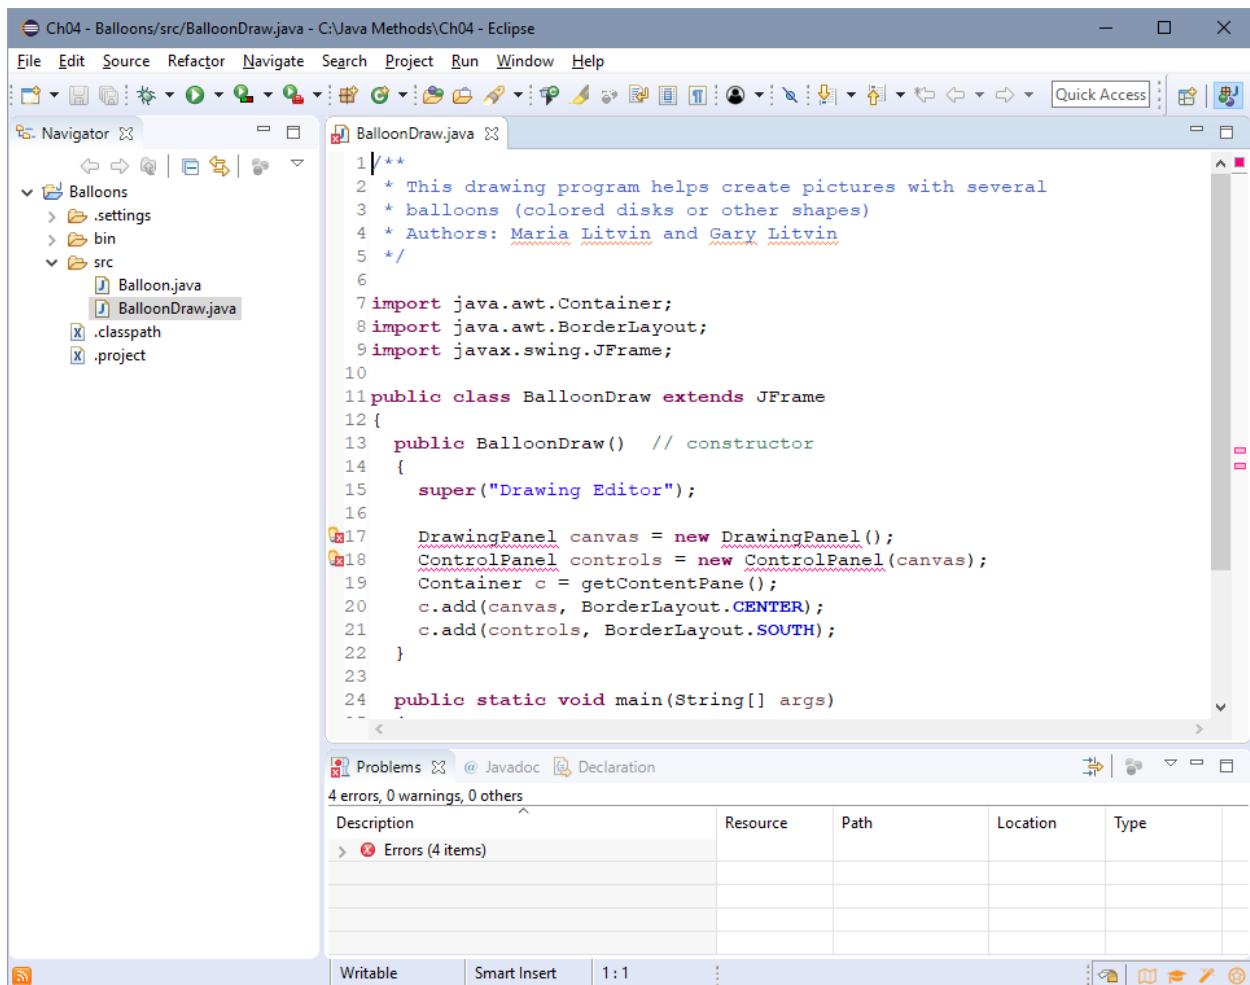 Ch04 - Balloons/src/BalloonDraw.java - C:\Java Methods\Ch04 - Eclipse
File Edit Source Refactor Navigate Search Project Run Window Help
Quick Access
Navigator
Balloons
.settings
bin
src
Balloon.java
BalloonDraw.java
.classpath
.project
BalloonDraw.java
1 /**
2 * This drawing program helps create pictures with several
3 * balloons (colored disks or other shapes)
4 * Authors: Maria Litvin and Gary Litvin
5 */
6
7 import java.awt.Container;
8 import java.awt.BorderLayout;
9 import javax.swing.JFrame;
10
11 public class BalloonDraw extends JFrame
12 {
13 public BalloonDraw() // constructor
14 {
15 super("Drawing Editor");
16
17 DrawingPanel canvas = new DrawingPanel();
18 ControlPanel controls = new ControlPanel(canvas);
19 Container c = getContentPane();
20 c.add(canvas, BorderLayout.CENTER);
21 c.add(controls, BorderLayout.SOUTH);
22 }
23
24 public static void main(String[] args)
Problems @ Javadoc Declaration
4 errors, 0 warnings, 0 others
Description Resource Path Location Type
Errors (4 items)
Writable Smart Insert 1 : 1